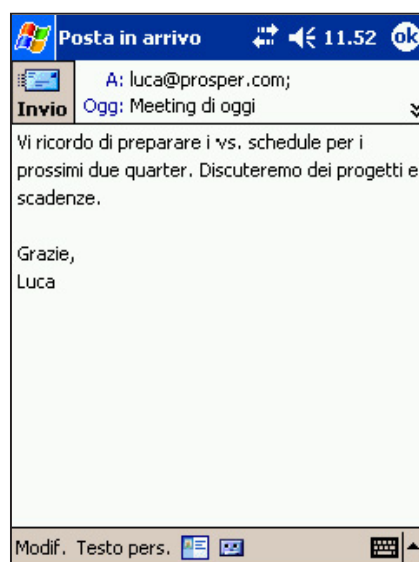 Posta in arrivo 11.52 ok
A: luca@prosper.com;
Invio Ogg: Meeting di oggi
Vi ricordo di preparare i vs. schedule per i
prossimi due quarter. Discuteremo dei progetti e
scadenze.
Grazie,
Luca
Modif. Testo pers.